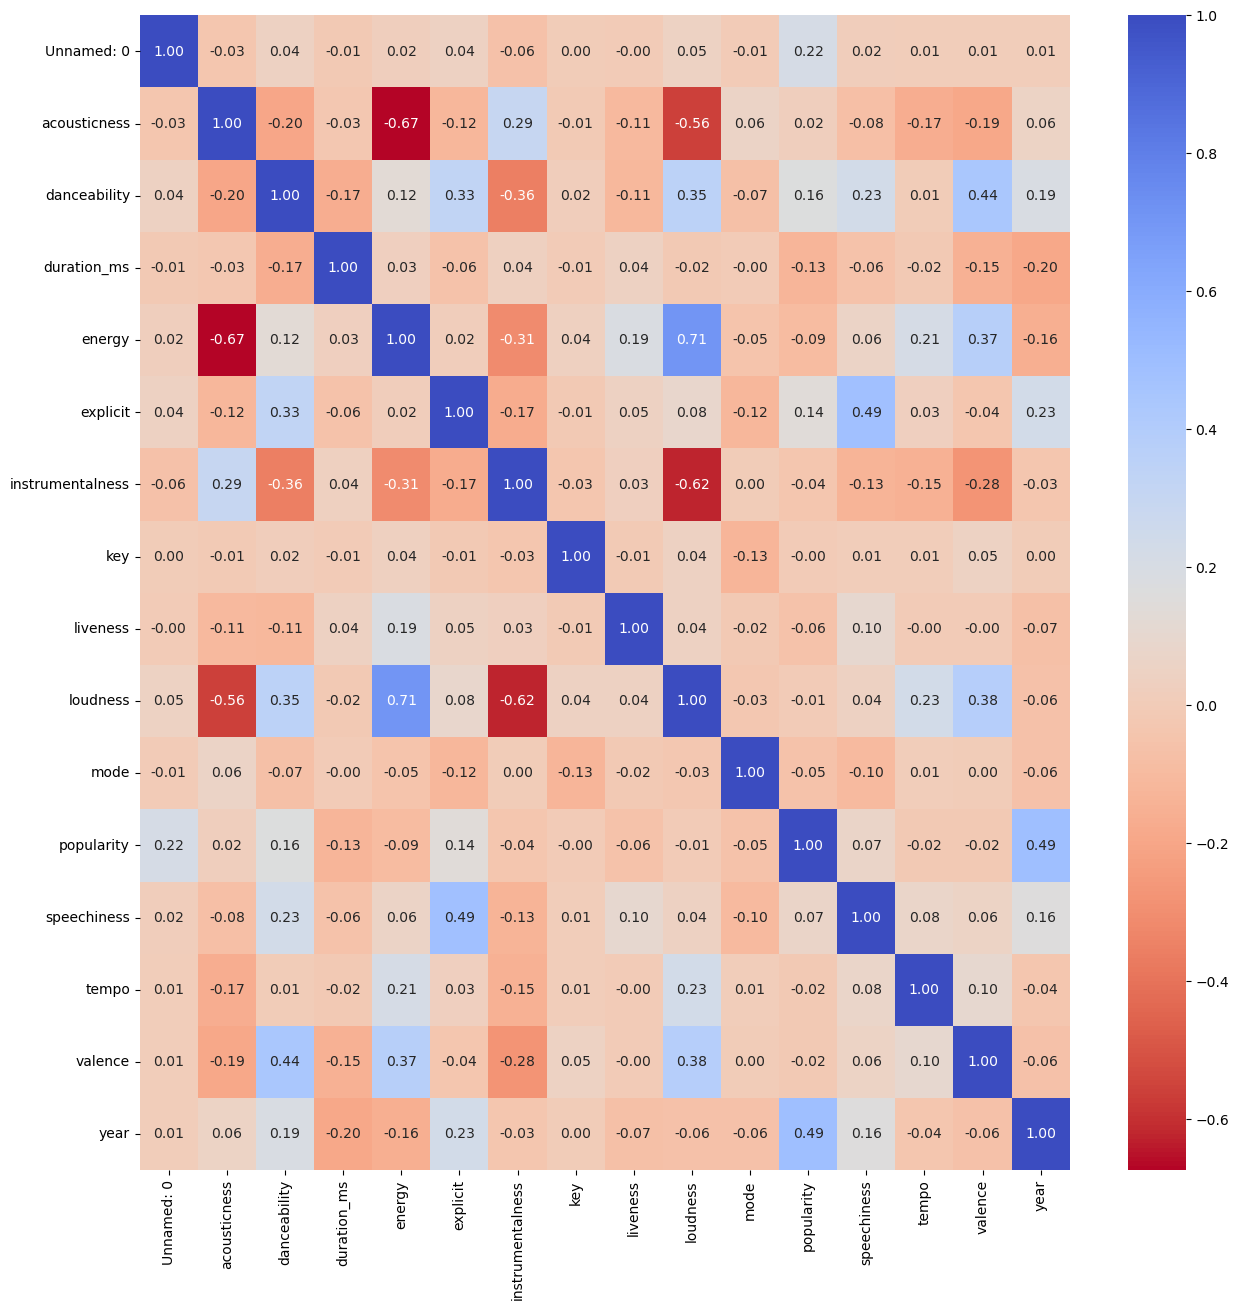 Unnamed: 0 1.00 -0.03 0.04 -0.01 0.02 0.04 -0.06 0.00 -0.00 0.05 -0.01 0.22 0.02 0.01 0.01 0.01
acousticness -0.03 1.00 -0.20 -0.03 -0.67 -0.12 0.29 -0.01 -0.11 -0.56 0.06 0.02 -0.08 -0.17 -0.19 0.06
danceability 0.04 -0.20 1.00 -0.17 0.12 0.33 -0.36 0.02 -0.11 0.35 -0.07 0.16 0.23 0.01 0.44 0.19
duration_ms -0.01 -0.03 -0.17 1.00 0.03 -0.06 0.04 -0.01 0.04 -0.02 -0.00 -0.13 -0.06 -0.02 -0.15 -0.20
energy 0.02 -0.67 0.12 0.03 1.00 0.02 -0.31 0.04 0.19 0.71 -0.05 -0.09 0.06 0.21 0.37 -0.16
explicit 0.04 -0.12 0.33 -0.06 0.02 1.00 -0.17 -0.01 0.05 0.08 -0.12 0.14 0.49 0.03 -0.04 0.23
instrumentalness -0.06 0.29 -0.36 0.04 -0.31 -0.17 1.00 -0.03 0.03 -0.62 0.00 -0.04 -0.13 -0.15 -0.28 -0.03
key 0.00 -0.01 0.02 -0.01 0.04 -0.01 -0.03 1.00 -0.01 0.04 -0.13 -0.00 0.01 0.01 0.05 0.00
liveness -0.00 -0.11 -0.11 0.04 0.19 0.05 0.03 -0.01 1.00 0.04 -0.02 -0.06 0.10 -0.00 -0.00 -0.07
loudness 0.05 -0.56 0.35 -0.02 0.71 0.08 -0.62 0.04 0.04 1.00 -0.03 -0.01 0.04 0.23 0.38 -0.06
mode -0.01 0.06 -0.07 -0.00 -0.05 -0.12 0.00 -0.13 -0.02 -0.03 1.00 -0.05 -0.10 0.01 0.00 -0.06
popularity 0.22 0.02 0.16 -0.13 -0.09 0.14 -0.04 -0.00 -0.06 -0.01 -0.05 1.00 0.07 -0.02 -0.02 0.49
speechiness 0.02 -0.08 0.23 -0.06 0.06 0.49 -0.13 0.01 0.10 0.04 -0.10 0.07 1.00 0.08 0.06 0.16
tempo 0.01 -0.17 0.01 -0.02 0.21 0.03 -0.15 0.01 -0.00 0.23 0.01 -0.02 0.08 1.00 0.10 -0.04
valence 0.01 -0.19 0.44 -0.15 0.37 -0.04 -0.28 0.05 -0.00 0.38 0.00 -0.02 0.06 0.10 1.00 -0.06
year 0.01 0.06 0.19 -0.20 -0.16 0.23 -0.03 0.00 -0.07 -0.06 -0.06 0.49 0.16 -0.04 -0.06 1.00
Unnamed: 0
acousticness
danceability
duration_ms
energy
explicit
instrumentalness
key
liveness
loudness
mode
popularity
speechiness
tempo
valence
year
1.0
0.8
0.6
0.4
0.2
0.0
−0.2
−0.4
−0.6